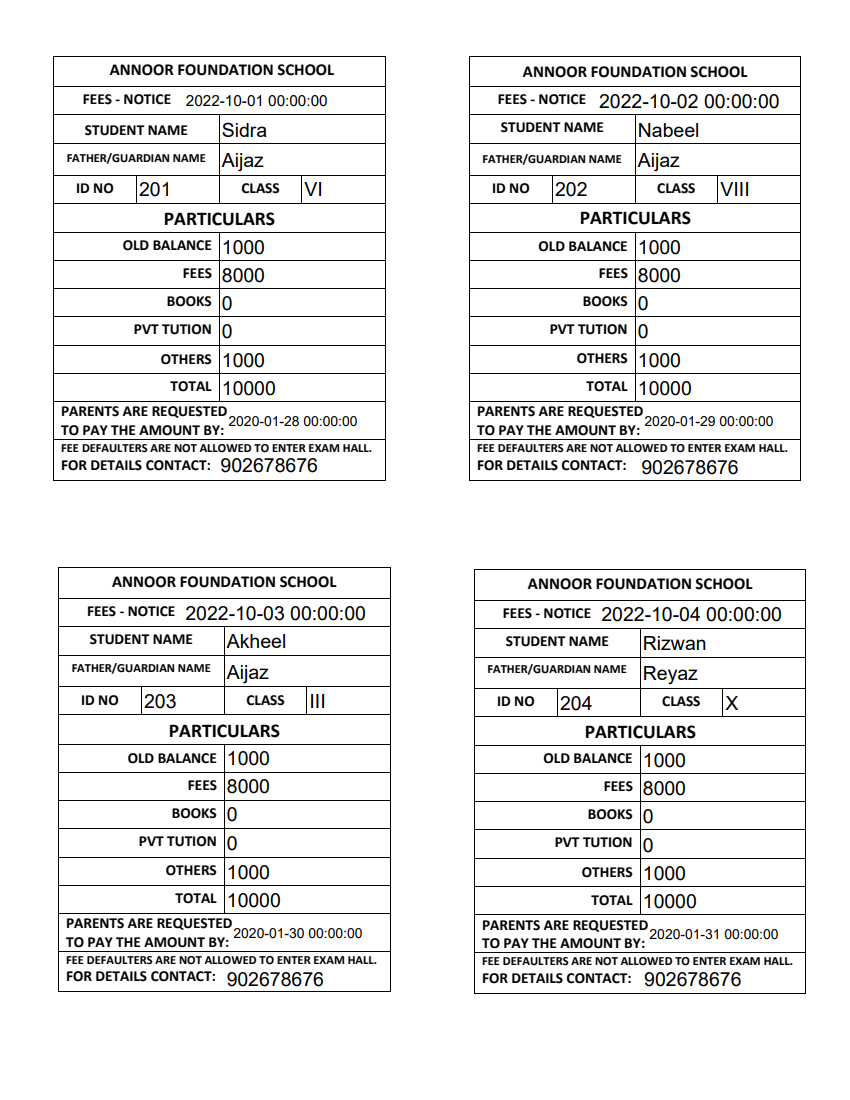 ANNOOR FOUNDATION SCHOOL
FEES - NOTICE 2022-10-01 00:00:00
STUDENT NAME Sidra
FATHER/GUARDIAN NAME Aijaz
ID NO 201 CLASS VI
PARTICULARS
OLD BALANCE 1000
FEES 8000
BOOKS 0
PVT TUTION 0
OTHERS 1000
TOTAL 10000
PARENTS ARE REQUESTED
TO PAY THE AMOUNT BY: 2020-01-28 00:00:00
FEE DEFAULTERS ARE NOT ALLOWED TO ENTER EXAM HALL.
FOR DETAILS CONTACT: 902678676
ANNOOR FOUNDATION SCHOOL
FEES - NOTICE 2022-10-02 00:00:00
STUDENT NAME Nabeel
FATHER/GUARDIAN NAME Aijaz
ID NO 202 CLASS VIII
PARTICULARS
OLD BALANCE 1000
FEES 8000
BOOKS 0
PVT TUTION 0
OTHERS 1000
TOTAL 10000
PARENTS ARE REQUESTED
TO PAY THE AMOUNT BY: 2020-01-29 00:00:00
FEE DEFAULTERS ARE NOT ALLOWED TO ENTER EXAM HALL.
FOR DETAILS CONTACT: 902678676
ANNOOR FOUNDATION SCHOOL
FEES - NOTICE 2022-10-03 00:00:00
STUDENT NAME Akheel
FATHER/GUARDIAN NAME Aijaz
ID NO 203 CLASS III
PARTICULARS
OLD BALANCE 1000
FEES 8000
BOOKS 0
PVT TUTION 0
OTHERS 1000
TOTAL 10000
PARENTS ARE REQUESTED
TO PAY THE AMOUNT BY: 2020-01-30 00:00:00
FEE DEFAULTERS ARE NOT ALLOWED TO ENTER EXAM HALL.
FOR DETAILS CONTACT: 902678676
ANNOOR FOUNDATION SCHOOL
FEES - NOTICE 2022-10-04 00:00:00
STUDENT NAME Rizwan
FATHER/GUARDIAN NAME Reyaz
ID NO 204 CLASS X
PARTICULARS
OLD BALANCE 1000
FEES 8000
BOOKS 0
PVT TUTION 0
OTHERS 1000
TOTAL 10000
PARENTS ARE REQUESTED
TO PAY THE AMOUNT BY: 2020-01-31 00:00:00
FEE DEFAULTERS ARE NOT ALLOWED TO ENTER EXAM HALL.
FOR DETAILS CONTACT: 902678676